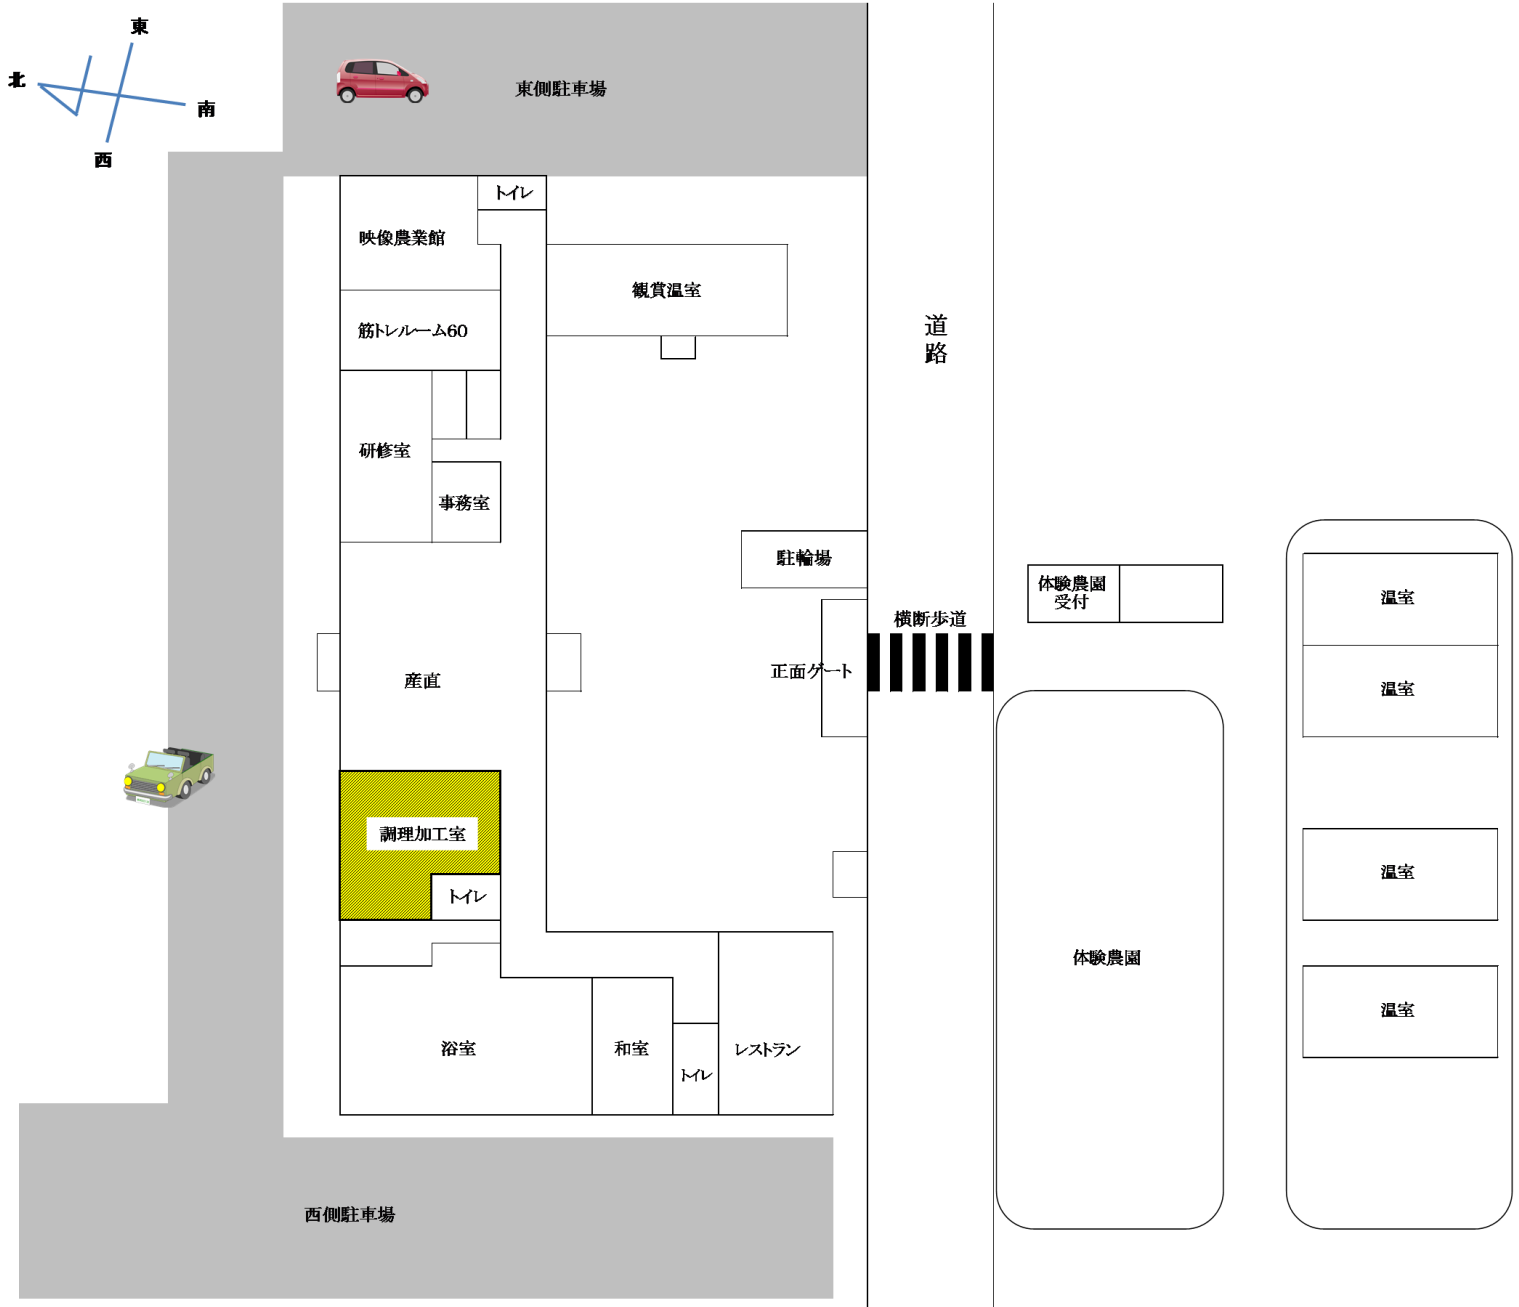 東
北
南
西
東側駐車場
トイレ
映像農業館
観賞温室
筋トレルーム60
道
路
研修室
事務室
駐輪場
体験農園
受付
温室
横断歩道
正面ゲート
産直
温室
調理加工室
トイレ
温室
体験農園
温室
浴室
和室
トイレ
レストラン
西側駐車場